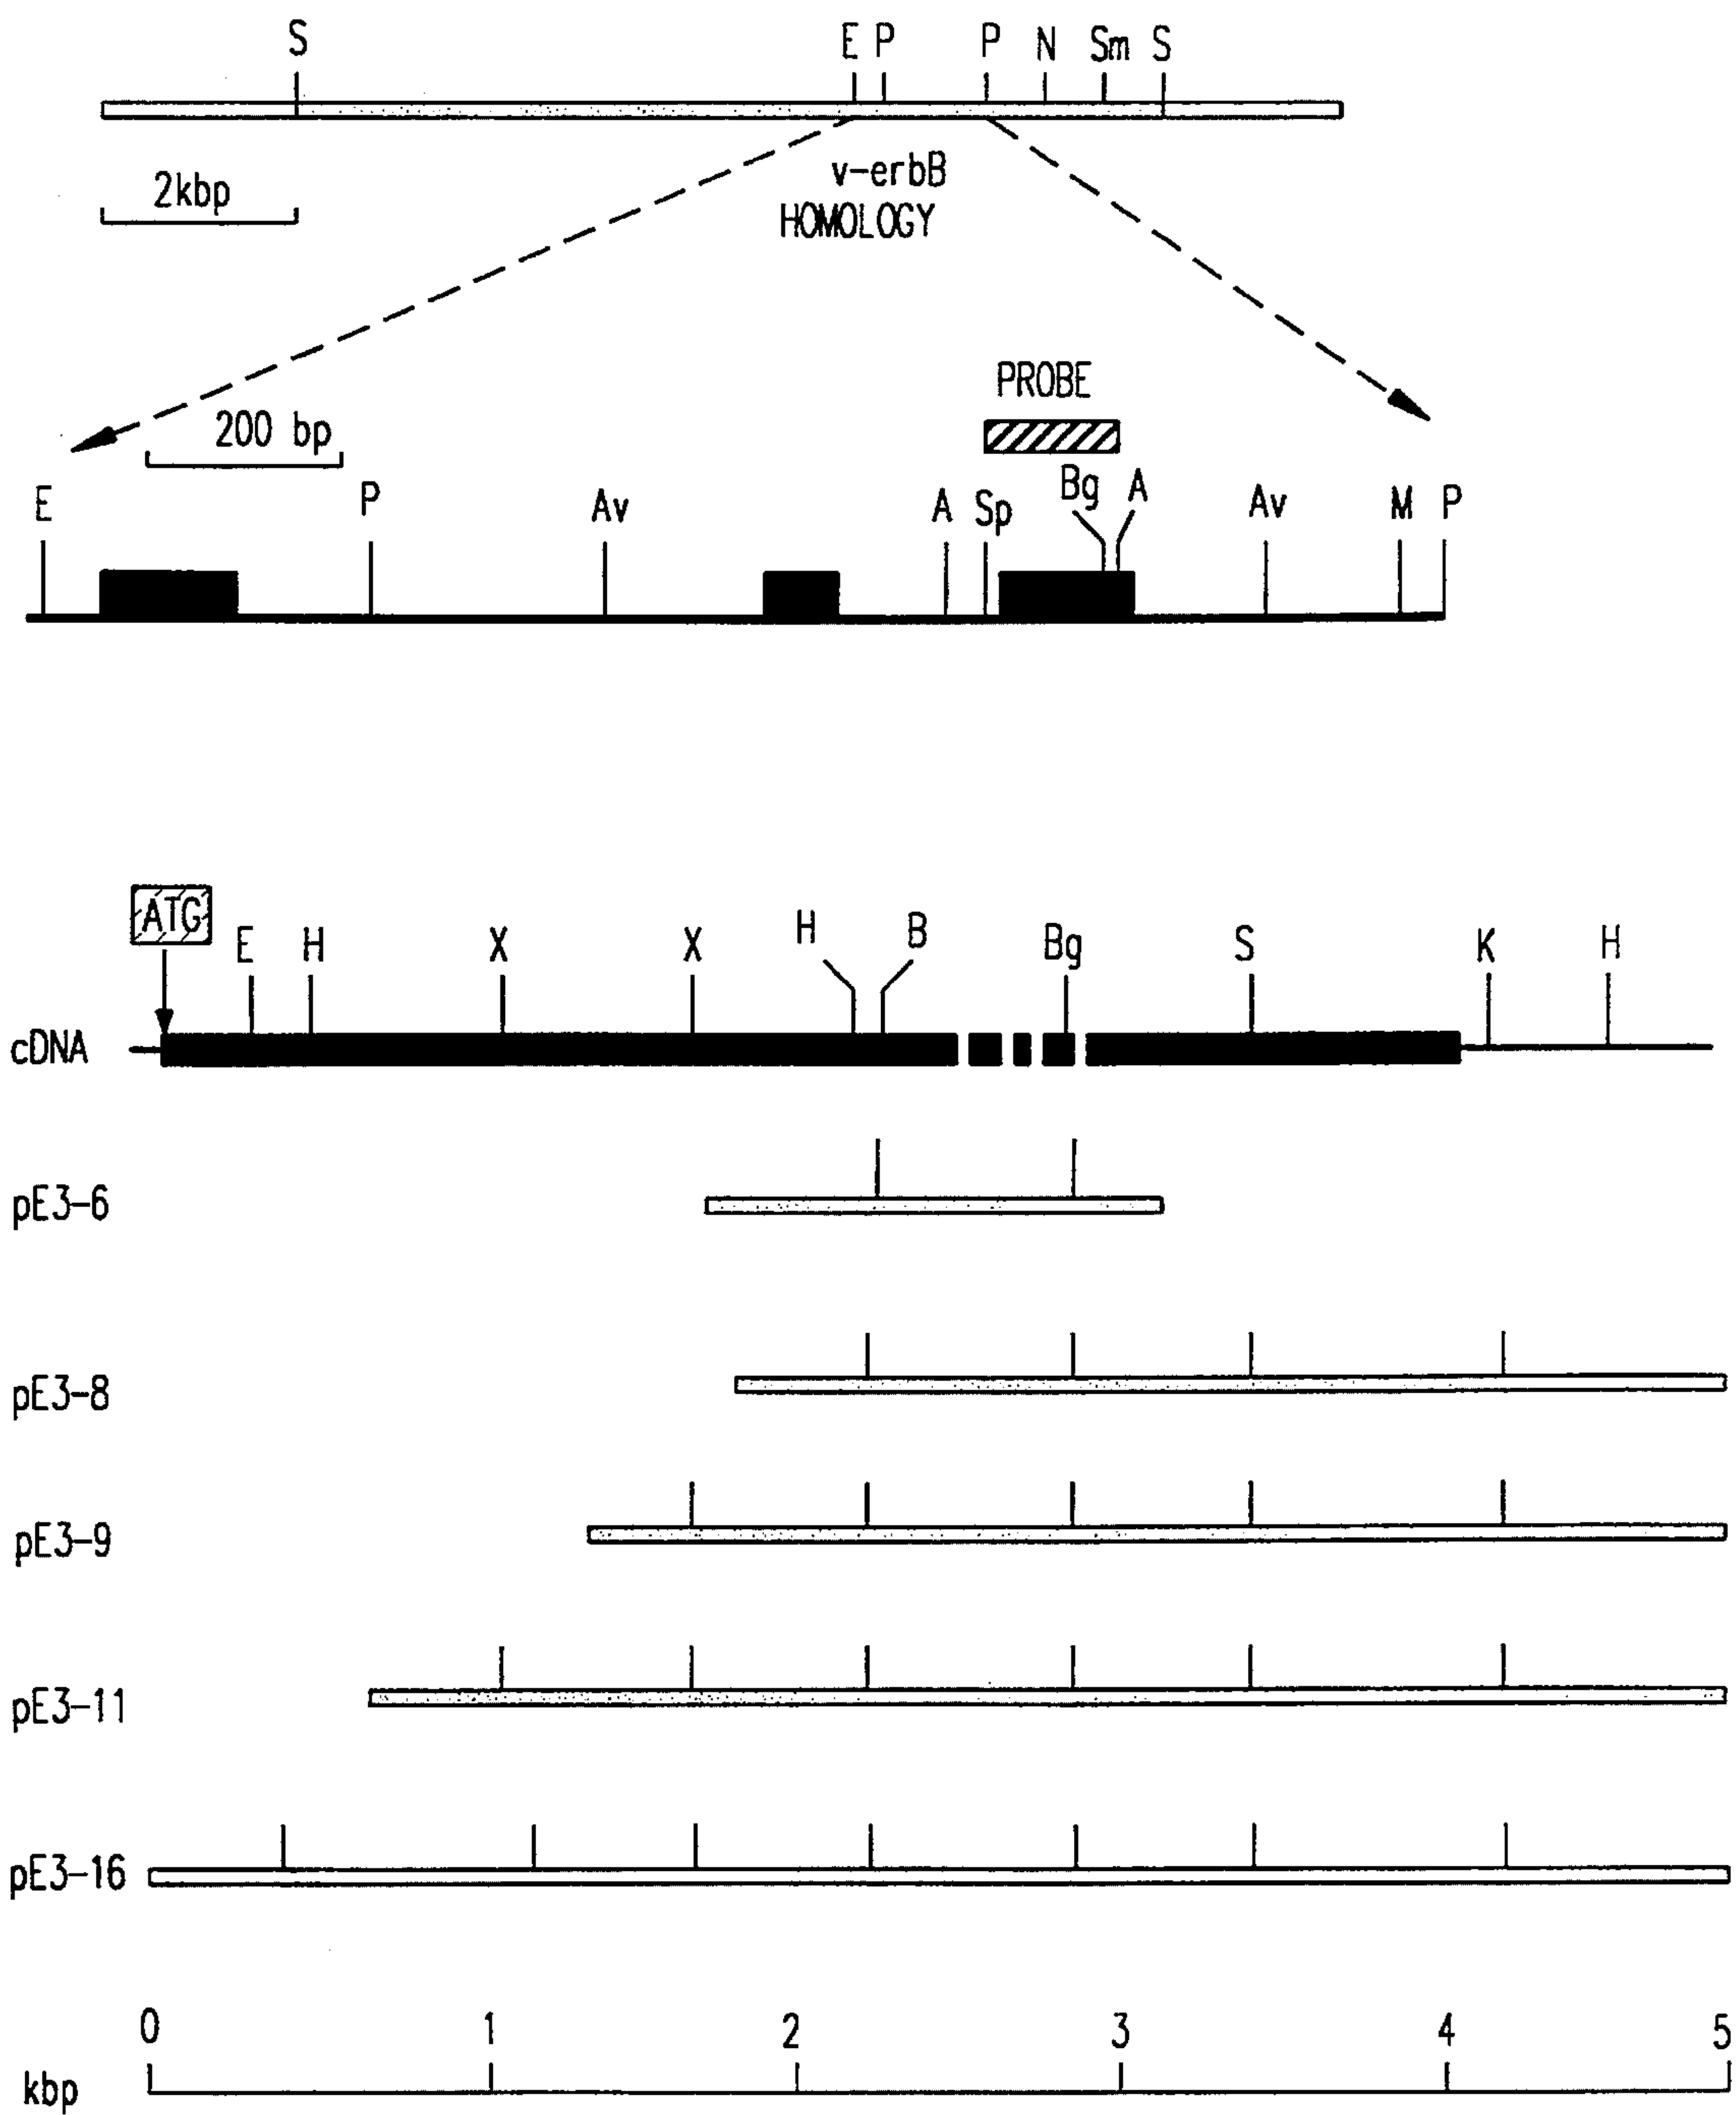 S E P P N Sm S
2kbp
v-erbB
HOMOLOGY
PROBE
200 bp
E P Av A Sp Bg A Av M P
ATG
E H X X H B Bg S K H
cDNA
pE3-6
pE3-8
pE3-9
pE3-11
pE3-16
0 1 2 3 4 5
kbp